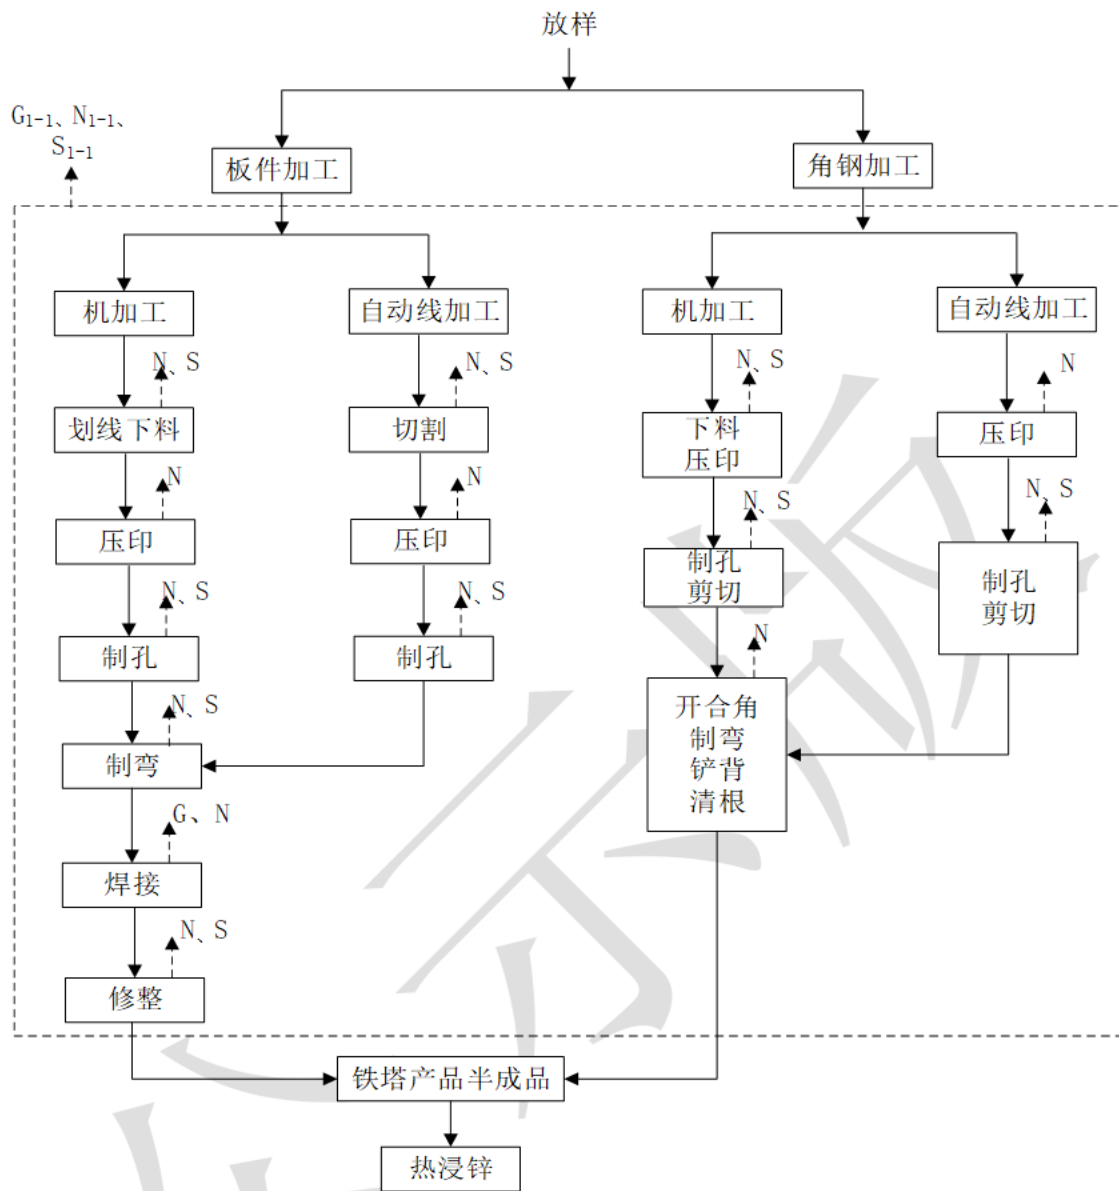 放样
G₁₋₁、N₁₋₁、
S₁₋₁
板件加工
角钢加工
机加工
自动线加工
机加工
自动线加工
N、S
N、S
N、S
N
划线下料
切割
下料
压印
压印
N
N
N、S
N、S
压印
压印
制孔
剪切
制孔
剪切
N、S
N、S
N
制孔
制孔
开合角
制弯
铲背
清根
N、S
制弯
G、N
焊接
N、S
修整
铁塔产品半成品
热浸锌
示版